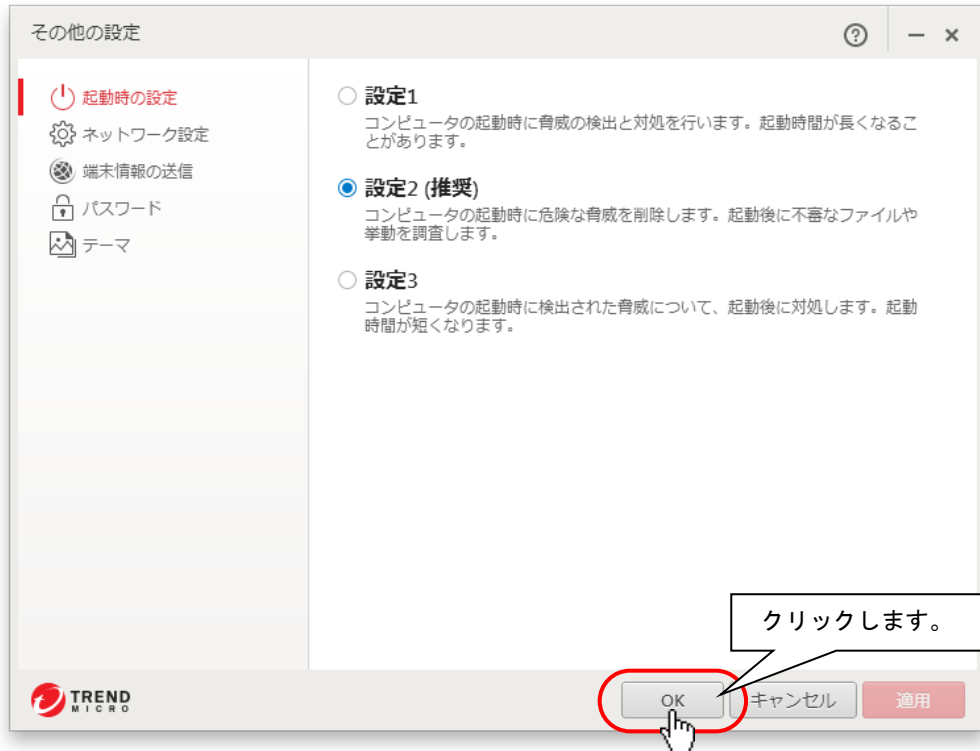 その他の設定
起動時の設定
ネットワーク設定
端末情報の送信
パスワード
テーマ
設定1
コンピュータの起動時に脅威の検出と対処を行います。起動時間が長くなるこ
とがあります。
設定2 (推奨)
コンピュータの起動時に危険な脅威を削除します。起動後に不審なファイルや
挙動を調査します。
設定3
コンピュータの起動時に検出された脅威について、起動後に対処します。起動
時間が短くなります。
クリックします。
TREND
MICRO
OK
キャンセル
適用